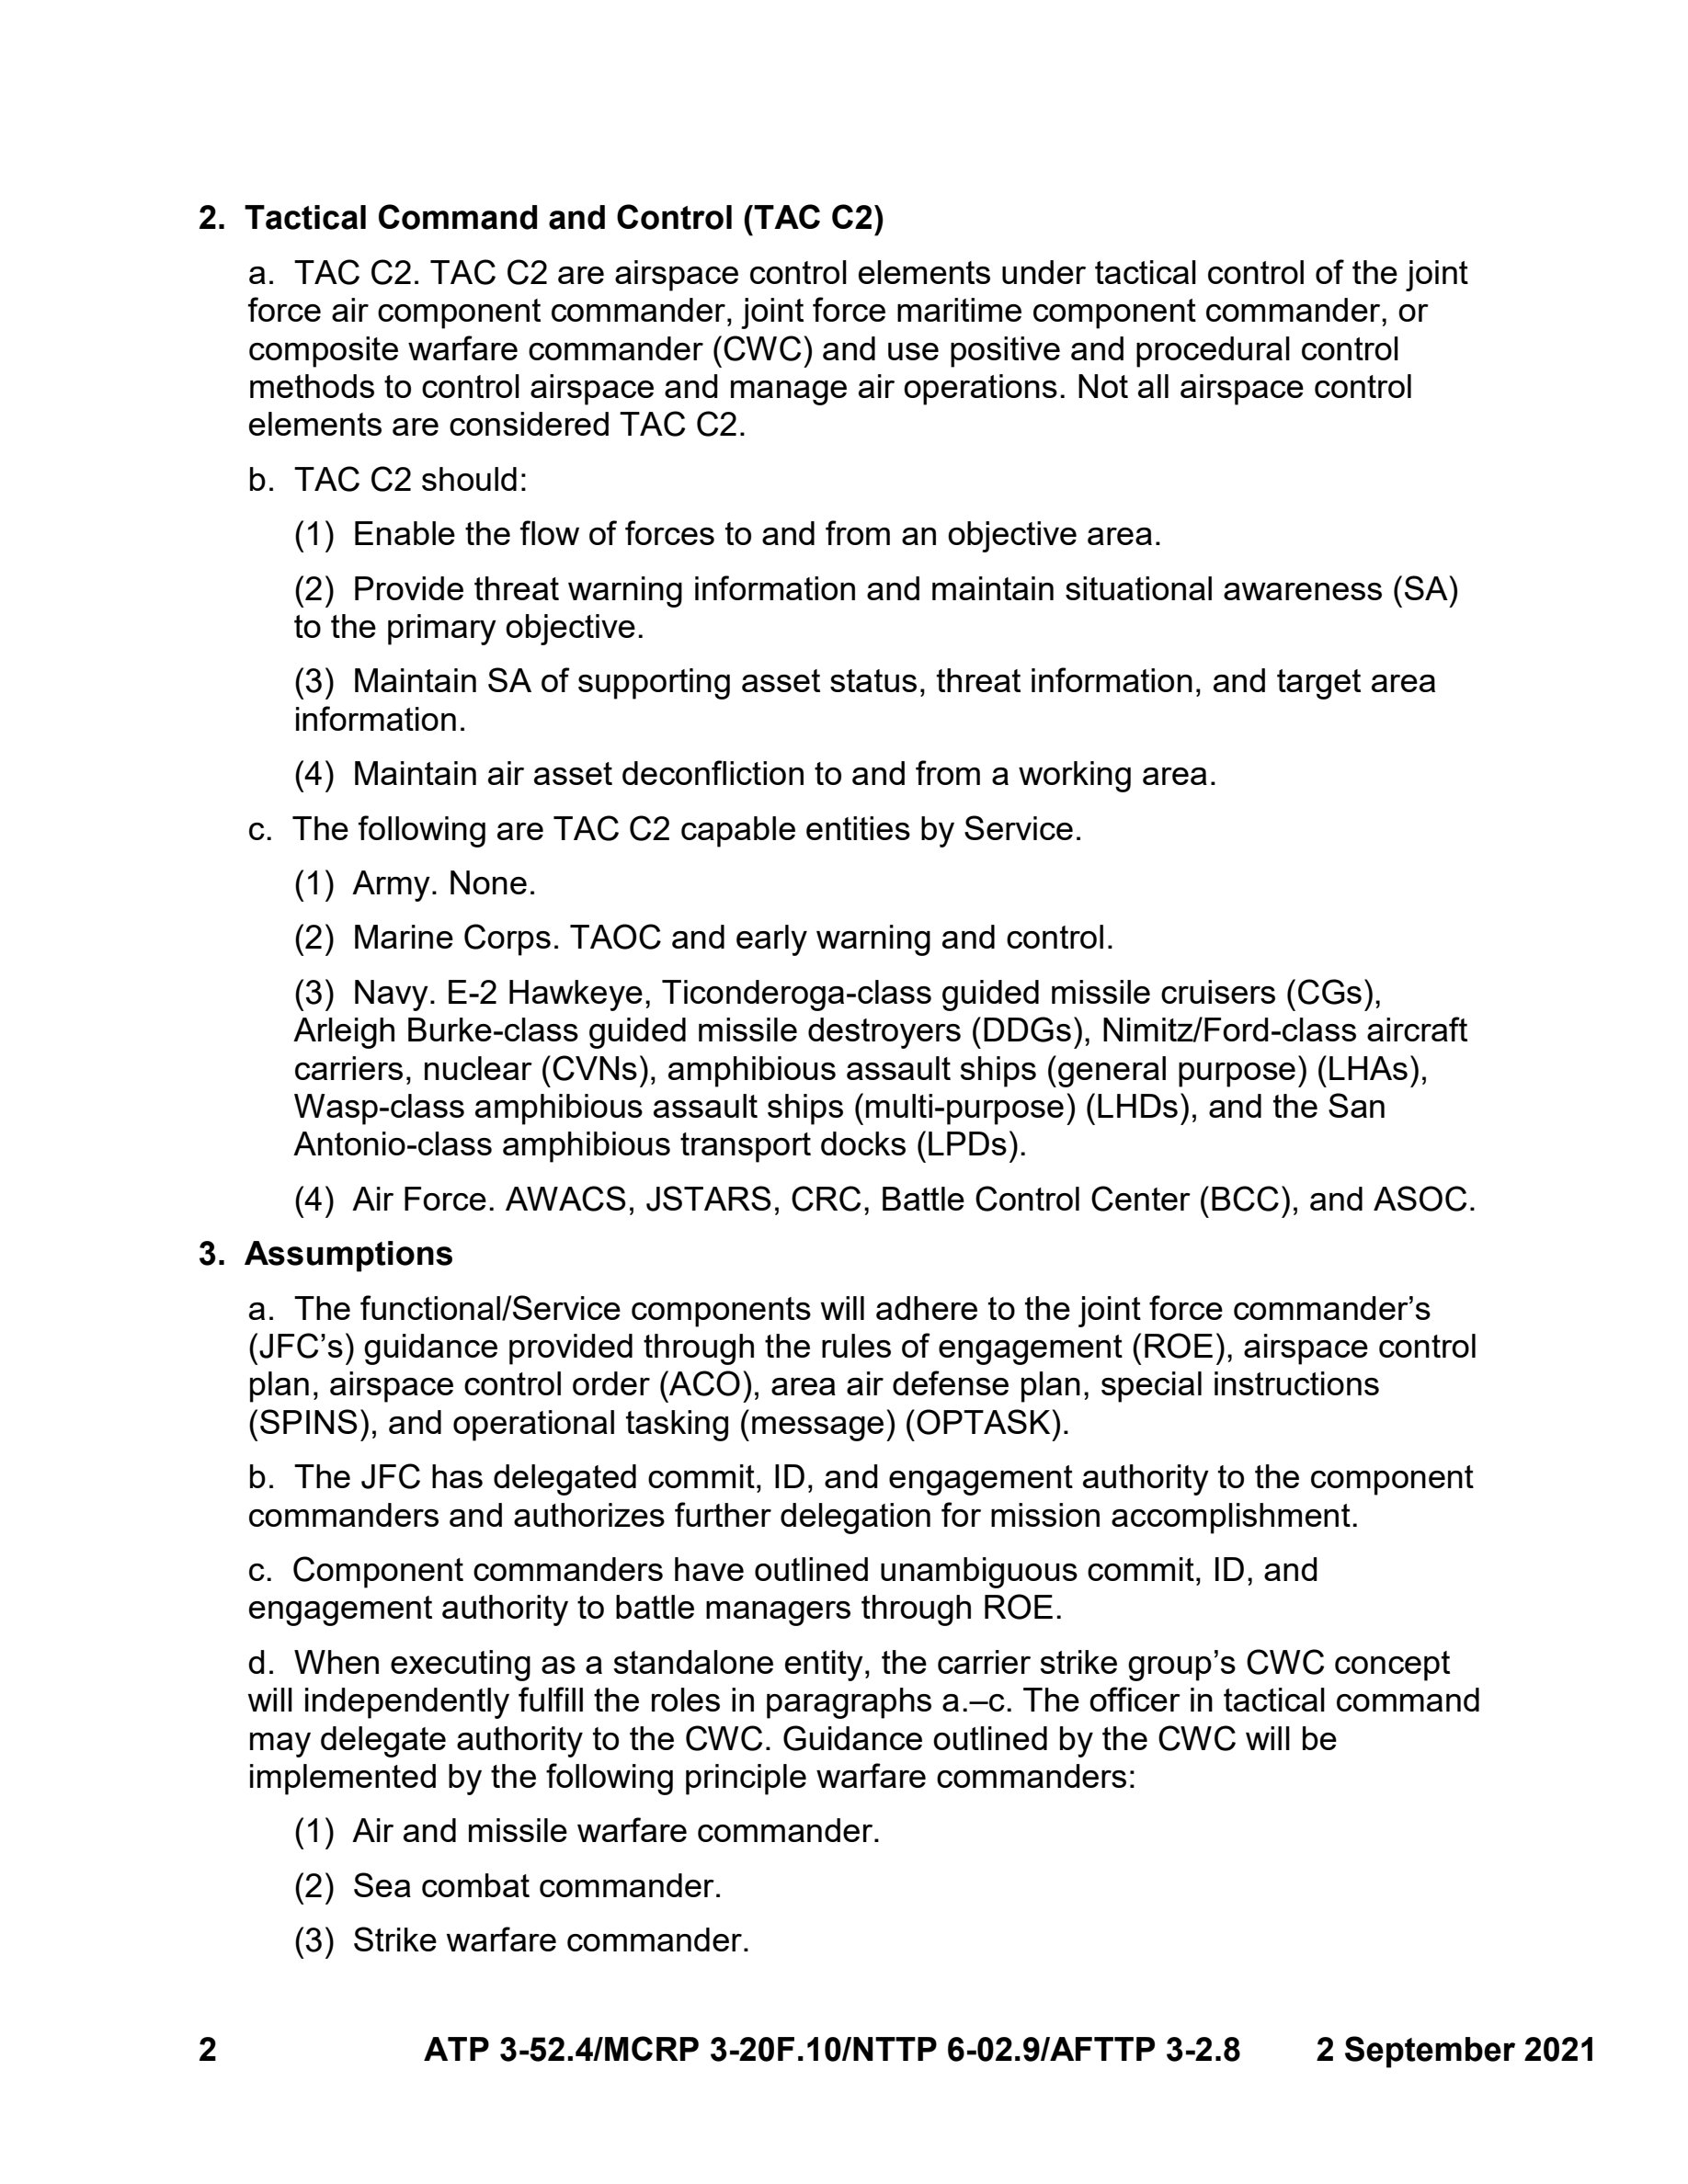 2. Tactical Command and Control (TAC C2)
a. TAC C2. TAC C2 are airspace control elements under tactical control of the joint
force air component commander, joint force maritime component commander, or
composite warfare commander (CWC) and use positive and procedural control
methods to control airspace and manage air operations. Not all airspace control
elements are considered TAC C2.
b. TAC C2 should:
(1) Enable the flow of forces to and from an objective area.
(2) Provide threat warning information and maintain situational awareness (SA)
to the primary objective.
(3) Maintain SA of supporting asset status, threat information, and target area
information.
(4) Maintain air asset deconfliction to and from a working area.
c. The following are TAC C2 capable entities by Service.
(1) Army. None.
(2) Marine Corps. TAOC and early warning and control.
(3) Navy. E-2 Hawkeye, Ticonderoga-class guided missile cruisers (CGs),
Arleigh Burke-class guided missile destroyers (DDGs), Nimitz/Ford-class aircraft
carriers, nuclear (CVNs), amphibious assault ships (general purpose) (LHAs),
Wasp-class amphibious assault ships (multi-purpose) (LHDs), and the San
Antonio-class amphibious transport docks (LPDs).
(4) Air Force. AWACS, JSTARS, CRC, Battle Control Center (BCC), and ASOC.
3. Assumptions
a. The functional/Service components will adhere to the joint force commander’s
(JFC’s) guidance provided through the rules of engagement (ROE), airspace control
plan, airspace control order (ACO), area air defense plan, special instructions
(SPINS), and operational tasking (message) (OPTASK).
b. The JFC has delegated commit, ID, and engagement authority to the component
commanders and authorizes further delegation for mission accomplishment.
c. Component commanders have outlined unambiguous commit, ID, and
engagement authority to battle managers through ROE.
d. When executing as a standalone entity, the carrier strike group’s CWC concept
will independently fulfill the roles in paragraphs a.–c. The officer in tactical command
may delegate authority to the CWC. Guidance outlined by the CWC will be
implemented by the following principle warfare commanders:
(1) Air and missile warfare commander.
(2) Sea combat commander.
(3) Strike warfare commander.
2 ATP 3-52.4/MCRP 3-20F.10/NTTP 6-02.9/AFTTP 3-2.8 2 September 2021